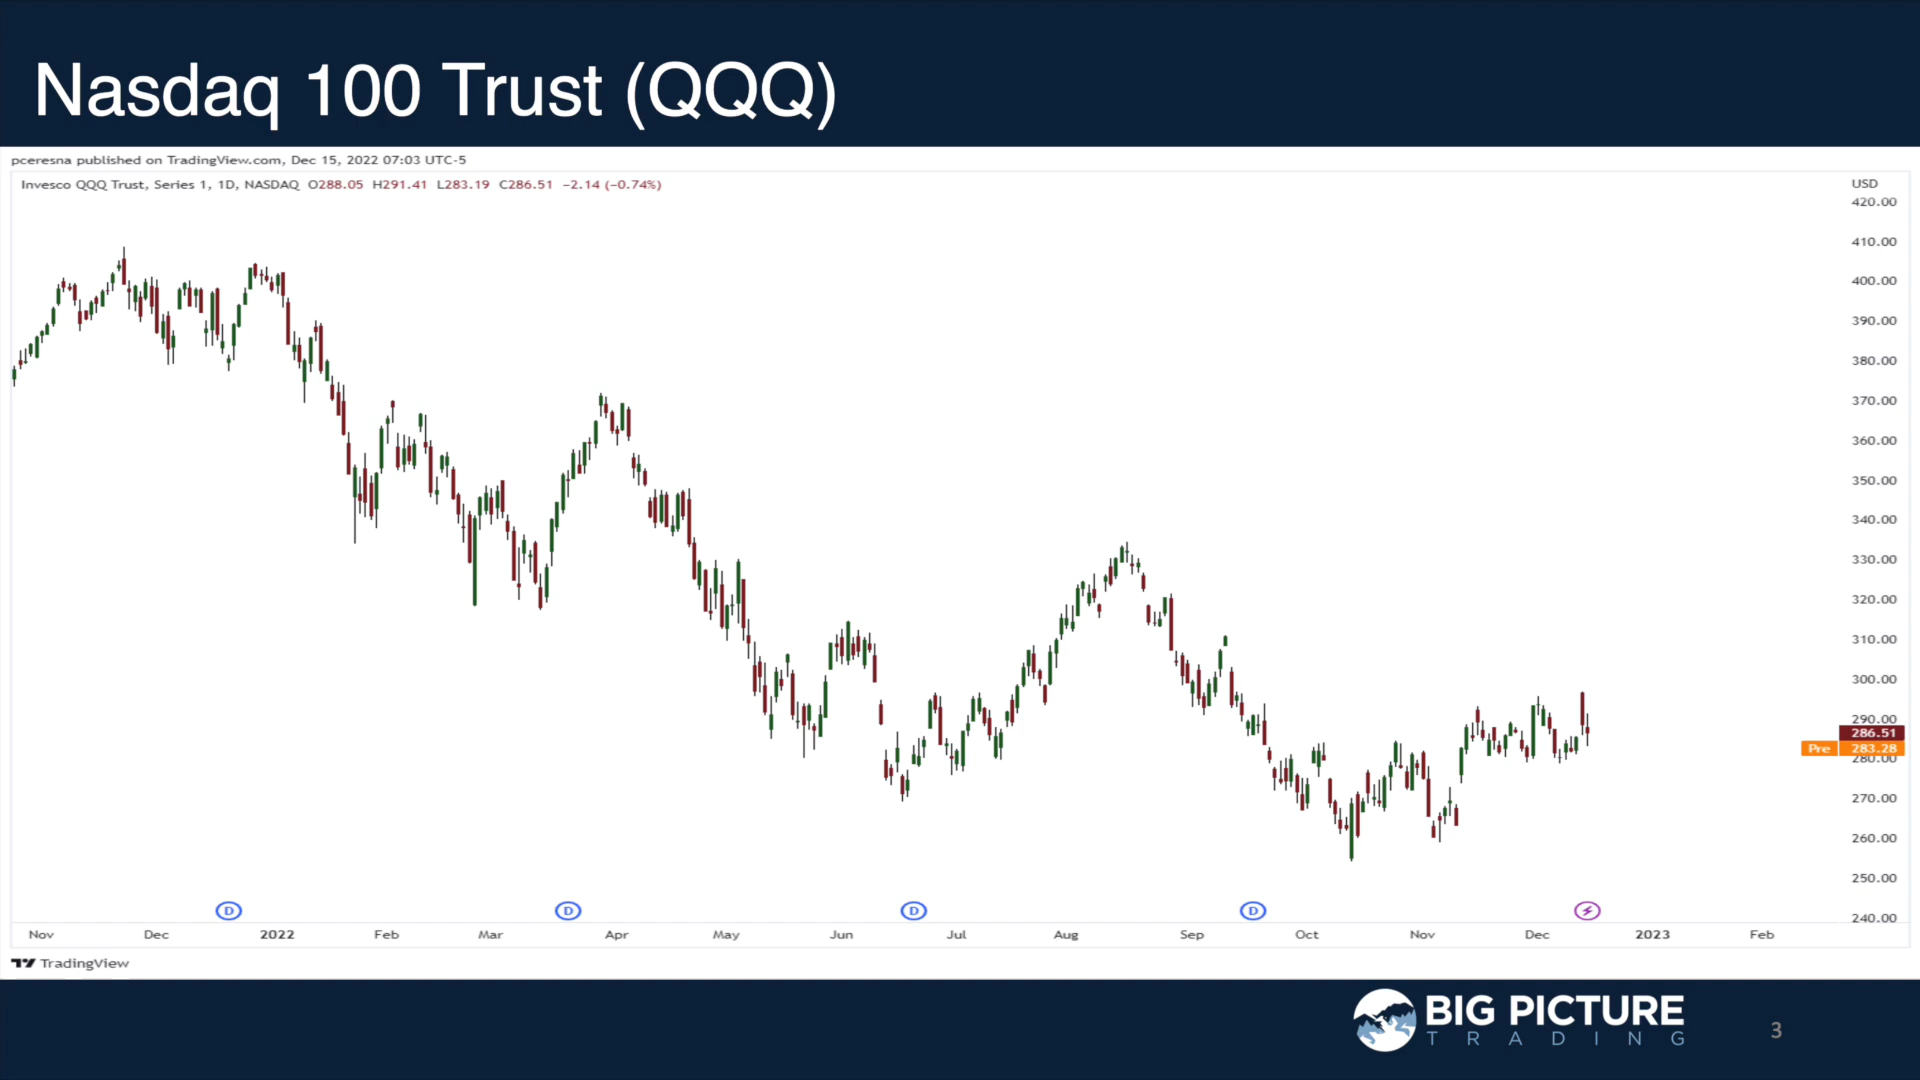 Nasdaq 100 Trust (QQQ)
pceresna published on TradingView.com, Dec 15, 2022 07:03 UTC-5
Invesco QQQ Trust, Series 1, 1D, NASDAQ O288.05 H291.41 L283.19 C286.51 −2.14 (−0.74%)
USD
420.00
410.00
400.00
390.00
380.00
370.00
360.00
350.00
340.00
330.00
320.00
310.00
300.00
290.00
286.51
Pre 283.28
280.00
270.00
260.00
250.00
240.00
D D D D
Nov Dec 2022 Feb Mar Apr May Jun Jul Aug Sep Oct Nov Dec 2023 Feb
TradingView
BIG PICTURE
TRADING
3